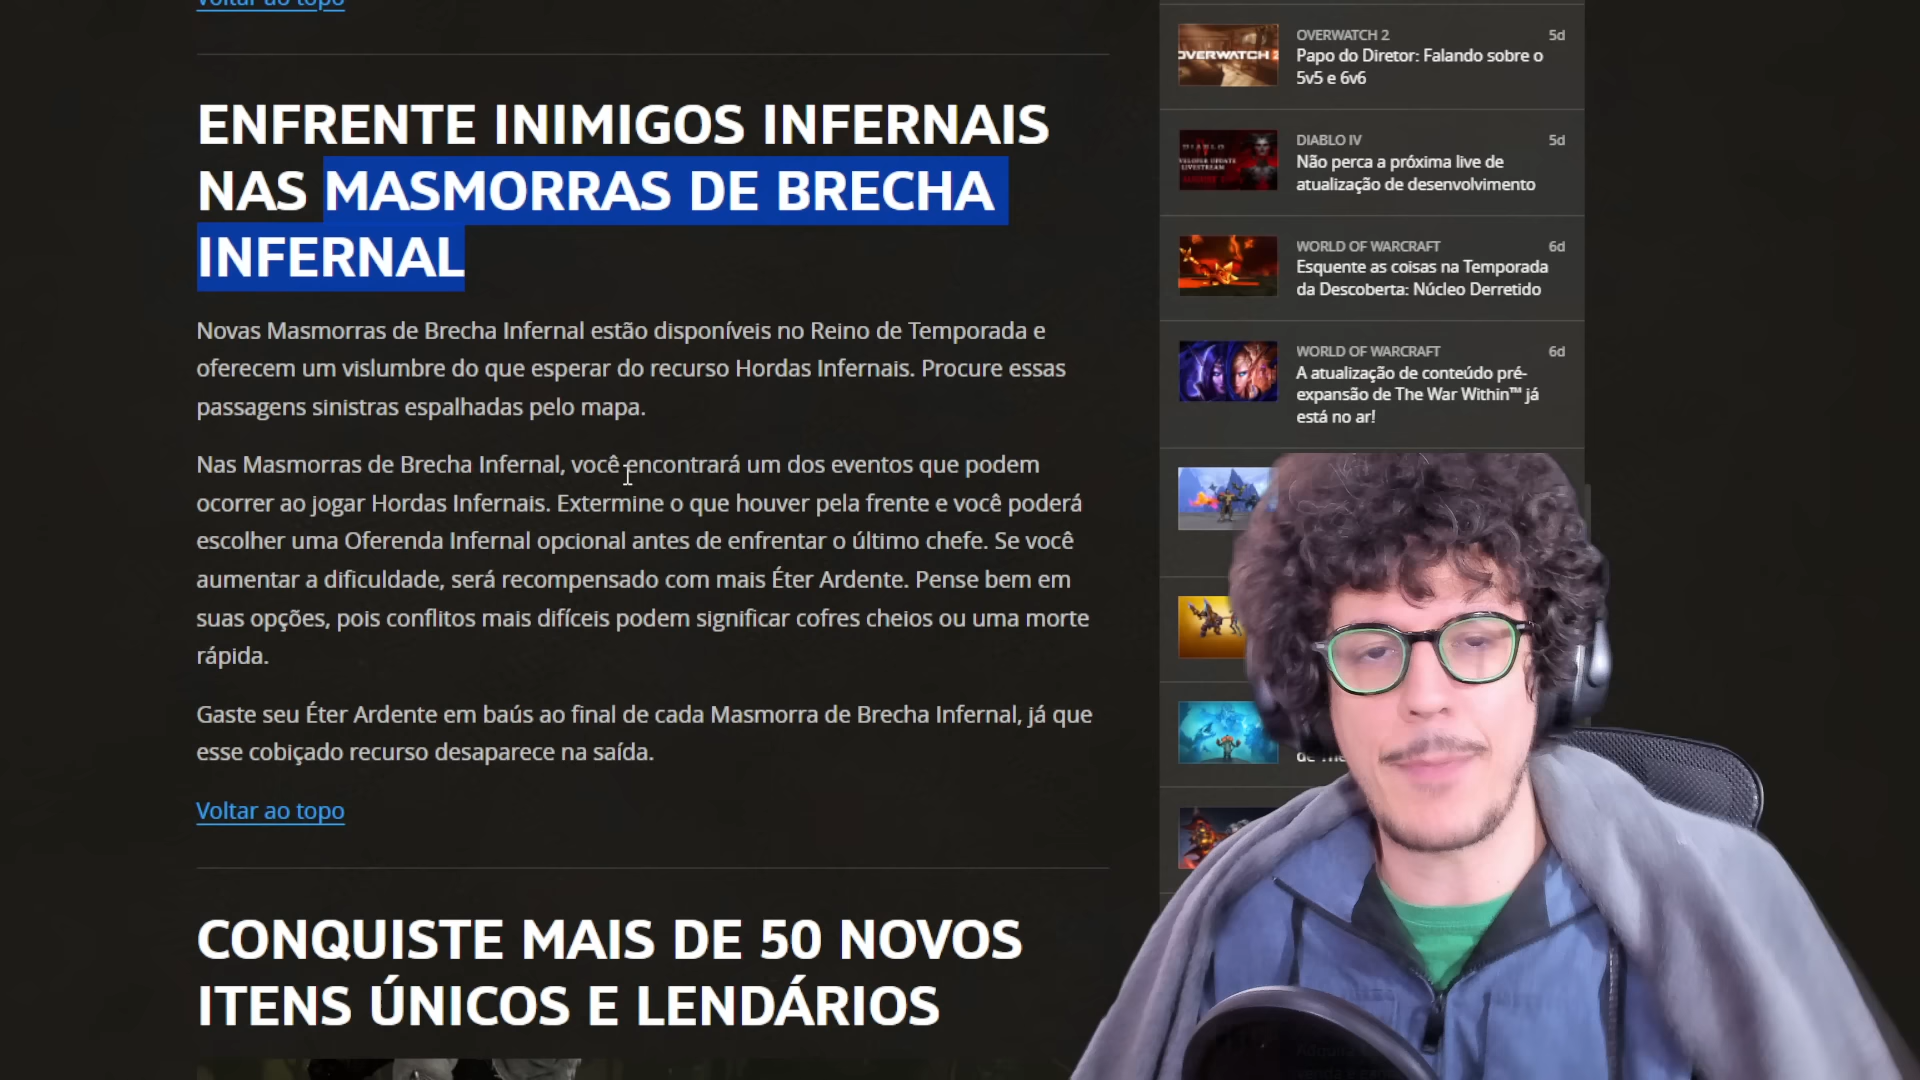 Voltar ao topo
ENFRENTE INIMIGOS INFERNAIS
NAS MASMORRAS DE BRECHA
INFERNAL
Novas Masmorras de Brecha Infernal estão disponíveis no Reino de Temporada e
oferecem um vislumbre do que esperar do recurso Hordas Infernais. Procure essas
passagens sinistras espalhadas pelo mapa.
Nas Masmorras de Brecha Infernal, você encontrará um dos eventos que podem
ocorrer ao jogar Hordas Infernais. Extermine o que houver pela frente e você poderá
escolher uma Oferenda Infernal opcional antes de enfrentar o último chefe. Se você
aumentar a dificuldade, será recompensado com mais Éter Ardente. Pense bem em
suas opções, pois conflitos mais difíceis podem significar cofres cheios ou uma morte
rápida.
Gaste seu Éter Ardente em baús ao final de cada Masmorra de Brecha Infernal, já que
esse cobiçado recurso desaparece na saída.
Voltar ao topo
CONQUISTE MAIS DE 50 NOVOS
ITENS ÚNICOS E LENDÁRIOS
OVERWATCH 2
OVERWATCH 2 5d
Papo do Diretor: Falando sobre o
5v5 e 6v6
DIABLO
LIVESTREAM
DIABLO IV 5d
Não perca a próxima live de
atualização de desenvolvimento
WORLD OF WARCRAFT 6d
Esquente as coisas na Temporada
da Descoberta: Núcleo Derretido
WORLD OF WARCRAFT 6d
A atualização de conteúdo pré-
expansão de The War Within™ já
está no ar!